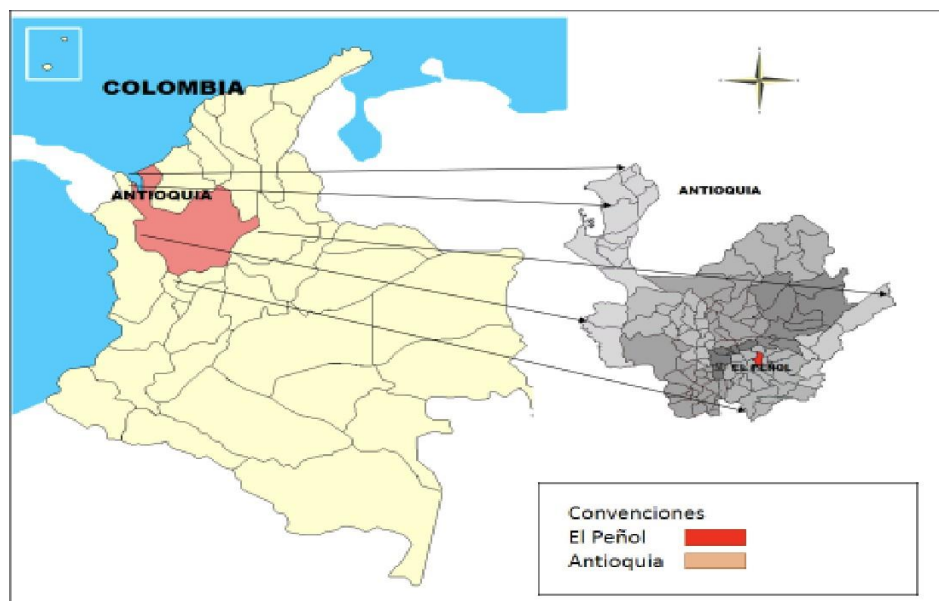 COLOMBIA
ANTIOQUIA
ANTIOQUIA
EL PEÑOL
Convenciones
El Peñol
Antioquia